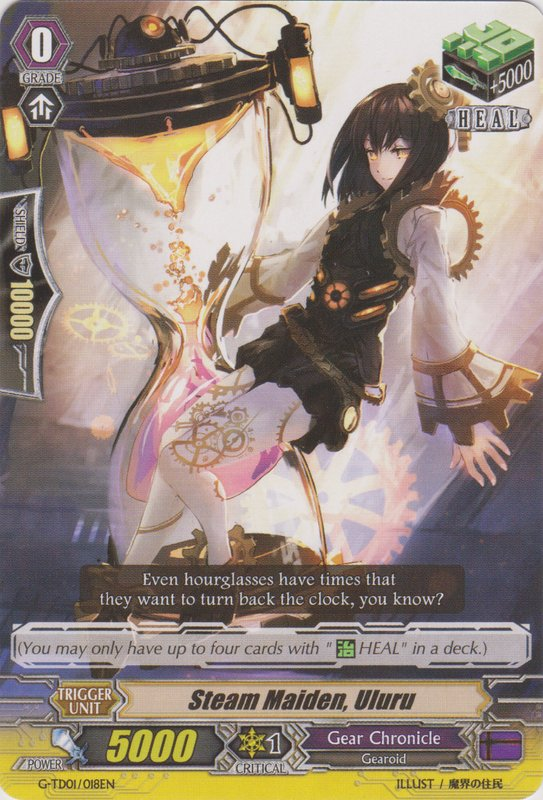 0
GRADE
治
+5000
HEAL
SHIELD
10000
Even hourglasses have times that
they want to turn back the clock, you know?
(You may only have up to four cards with " 治 HEAL" in a deck.)
TRIGGER
UNIT
Steam Maiden, Uluru
POWER
5000
1
CRITICAL
Gear Chronicle
Gearoid
G-TD01/018EN
ILLUST / 魔界の住民